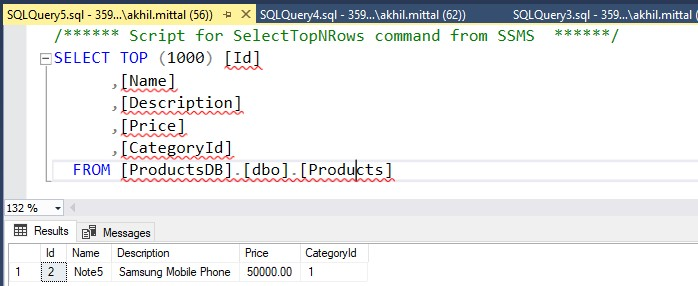 SQLQuery5.sql - 359...\akhil.mittal (56)) SQLQuery4.sql - 359...\akhil.mittal (62)) SQLQuery3.sql - 359...\akhil.mittal (
/****** Script for SelectTopNRows command from SSMS ******/
SELECT TOP (1000) [Id]
,[Name]
,[Description]
,[Price]
,[CategoryId]
FROM [ProductsDB].[dbo].[Products]
132 %
Results Messages
Id Name Description Price CategoryId
1 2 Note5 Samsung Mobile Phone 50000.00 1